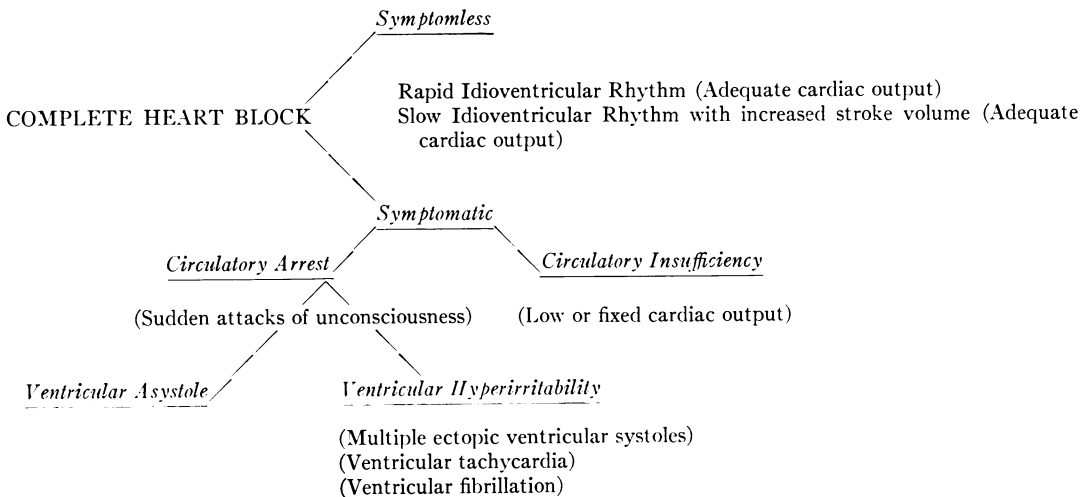 Symptomless
Rapid Idioventricular Rhythm (Adequate cardiac output)
COMPLETE HEART BLOCK
Slow Idioventricular Rhythm with increased stroke volume (Adequate
cardiac output)
Symptomatic
Circulatory Arrest
Circulatory Insufficiency
(Sudden attacks of unconsciousness)
(Low or fixed cardiac output)
Ventricular Asystole
Ventricular Hyperirritability
(Multiple ectopic ventricular systoles)
(Ventricular tachycardia)
(Ventricular fibrillation)